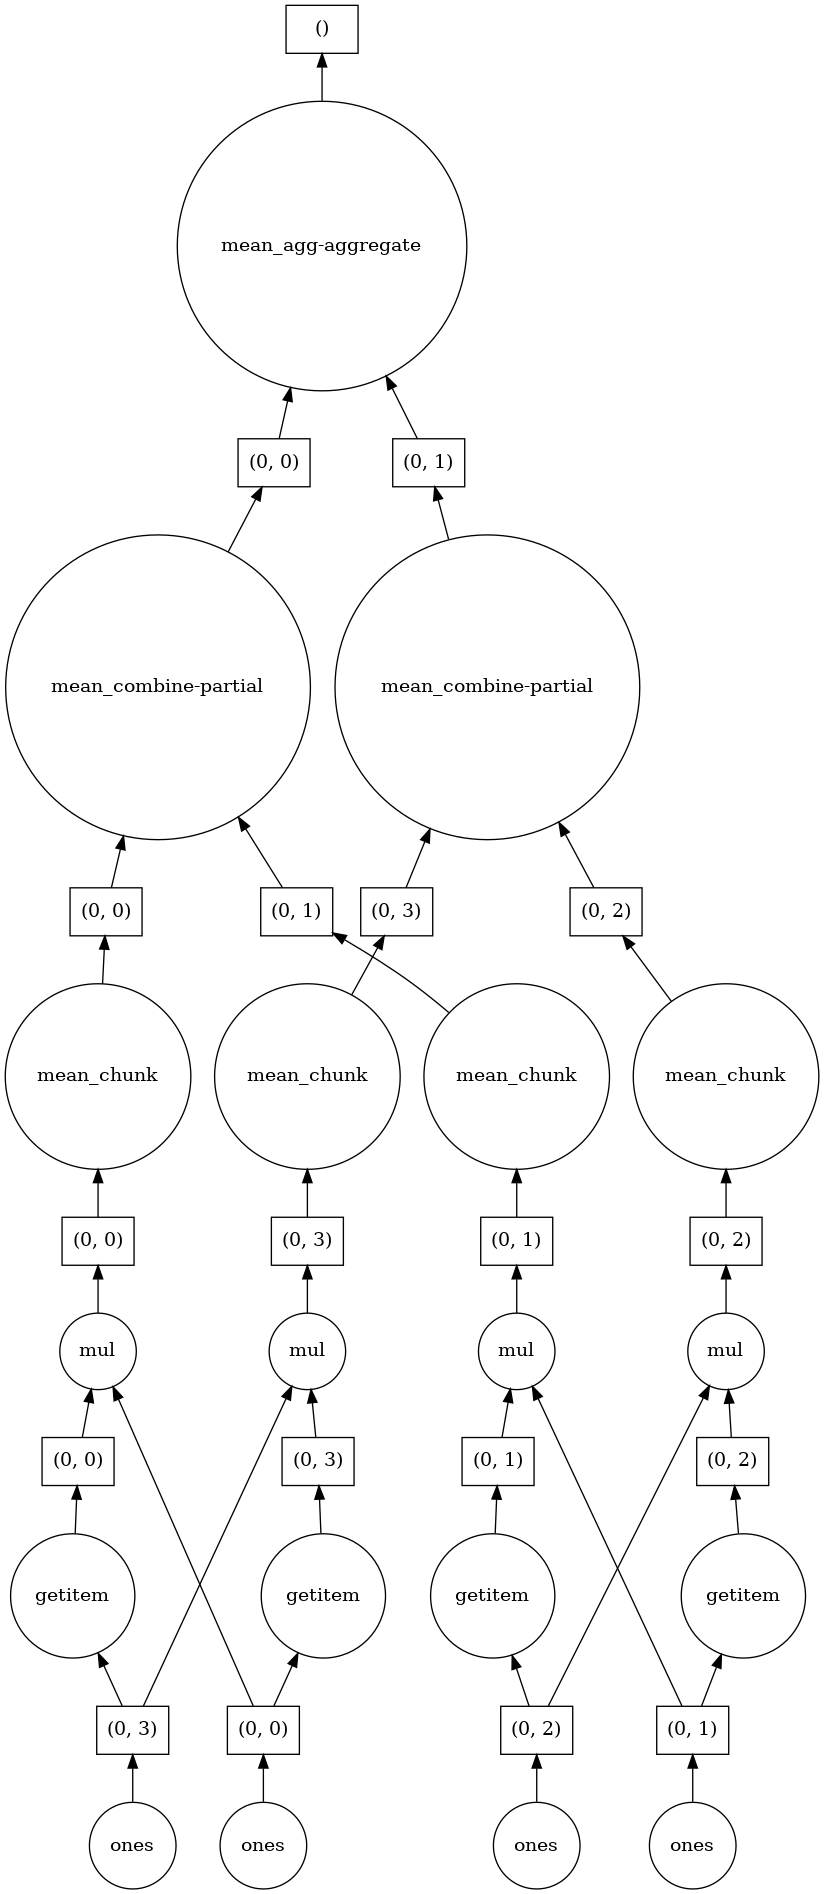 ()
mean_agg-aggregate
(0, 0)
(0, 1)
mean_combine-partial
mean_combine-partial
(0, 0)
(0, 1)
(0, 3)
(0, 2)
mean_chunk
mean_chunk
mean_chunk
mean_chunk
(0, 0)
(0, 3)
(0, 1)
(0, 2)
mul
mul
mul
mul
(0, 0)
(0, 3)
(0, 1)
(0, 2)
getitem
getitem
getitem
getitem
(0, 3)
(0, 0)
(0, 2)
(0, 1)
ones
ones
ones
ones